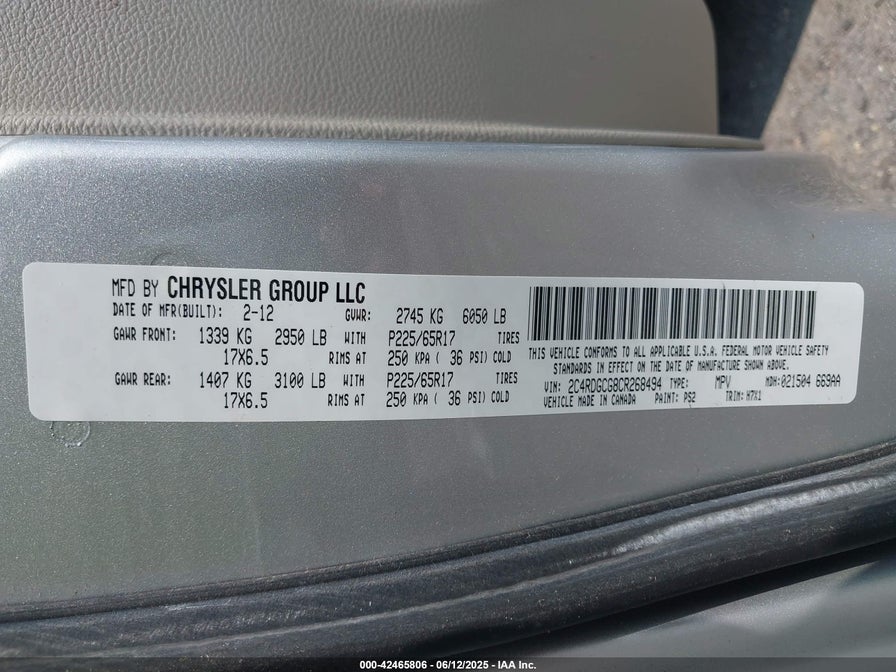 MFD BY CHRYSLER GROUP LLC
DATE OF MFR(BUILT): 2-12 GVWR: 2745 KG 6050 LB
GAWR FRONT: 1339 KG 2950 LB WITH P225/65R17 TIRES
17X6.5 RIMS AT 250 KPA ( 36 PSI) COLD
GAWR REAR: 1407 KG 3100 LB WITH P225/65R17 TIRES
17X6.5 RIMS AT 250 KPA ( 36 PSI) COLD
THIS VEHICLE CONFORMS TO ALL APPLICABLE U.S.A. FEDERAL MOTOR VEHICLE SAFETY
STANDARDS IN EFFECT ON THE DATE OF MANUFACTURE SHOWN ABOVE.
VIN: 2C4RDGCG8CR268494 TYPE: MPV MDH: 021504 669AA
VEHICLE MADE IN CANADA PAINT: PS2 TRIM: H7X1
000-42465806 - 06/12/2025 - IAA Inc.